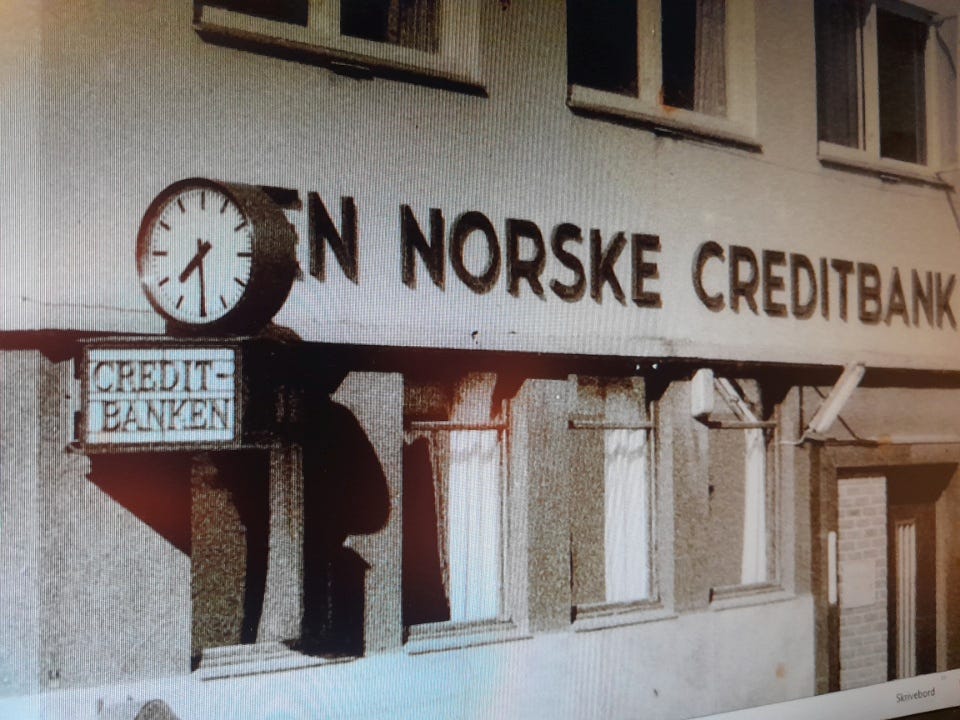 EN NORSKE CREDITBANK
CREDIT-
BANKEN
Skrivebord